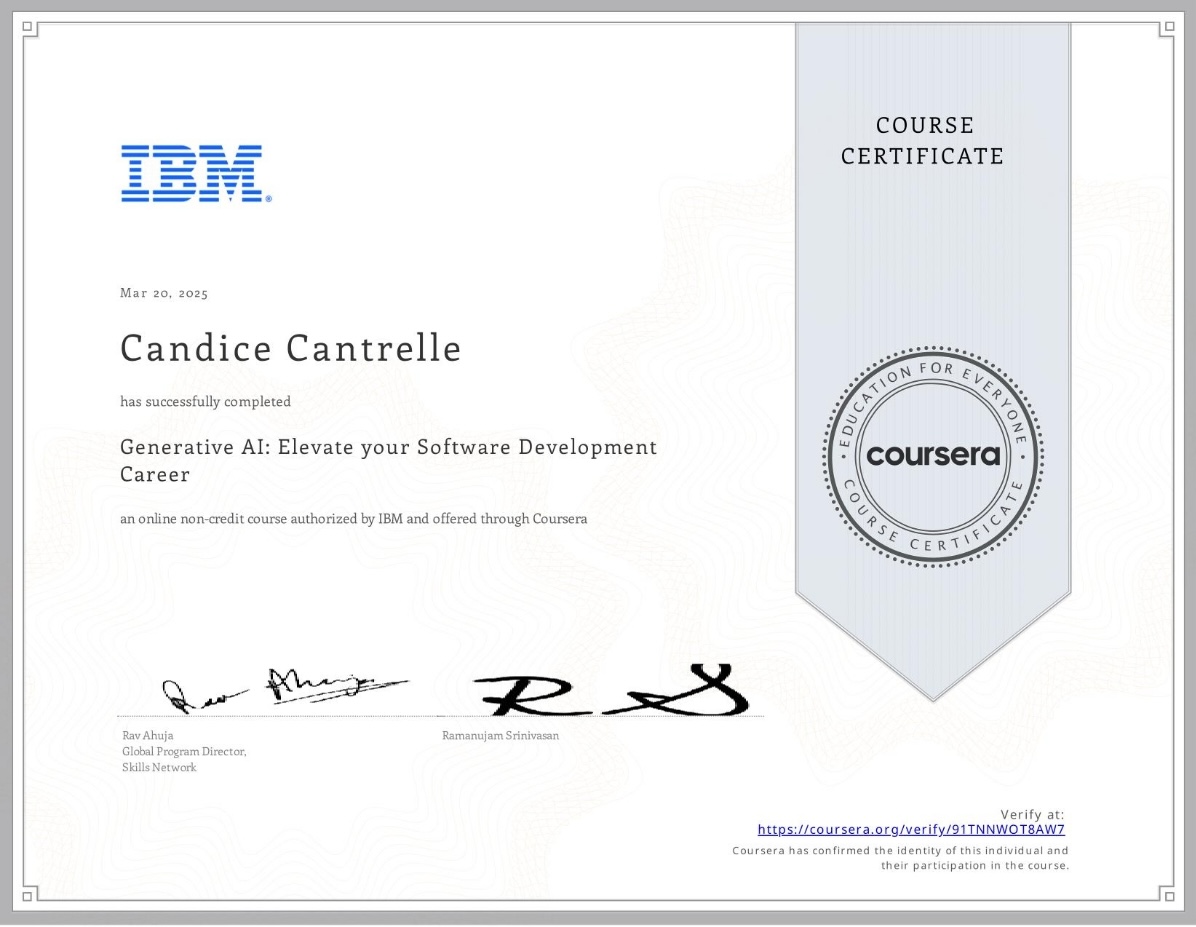 COURSE
CERTIFICATE
IBM®
Mar 20, 2025
Candice Cantrelle
has successfully completed
Generative AI: Elevate your Software Development
Career
an online non-credit course authorized by IBM and offered through Coursera
EDUCATION FOR EVERYONE
coursera
COURSE CERTIFICATE
Rav Ahuja
R S
Rav Ahuja
Global Program Director,
Skills Network
Ramanujam Srinivasan
Verify at:
https://coursera.org/verify/91TNNWOT8AW7
Coursera has confirmed the identity of this individual and
their participation in the course.